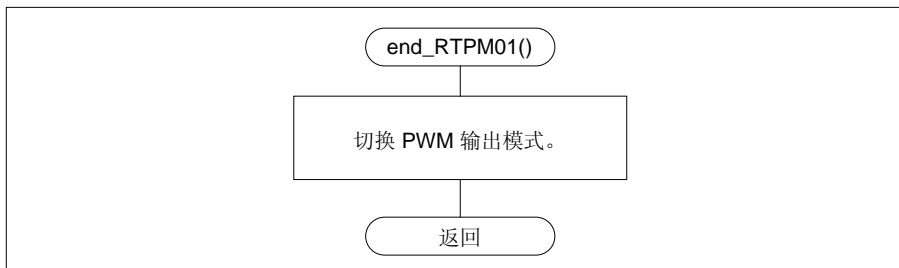 end_RTPM01()
切换 PWM 输出模式。
返回